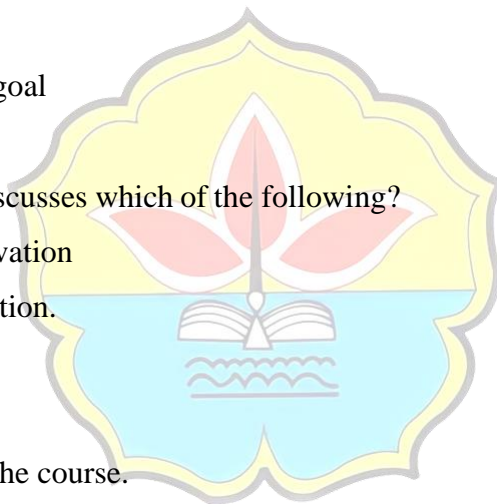 goal
scusses which of the following?
vation
tion.
he course.